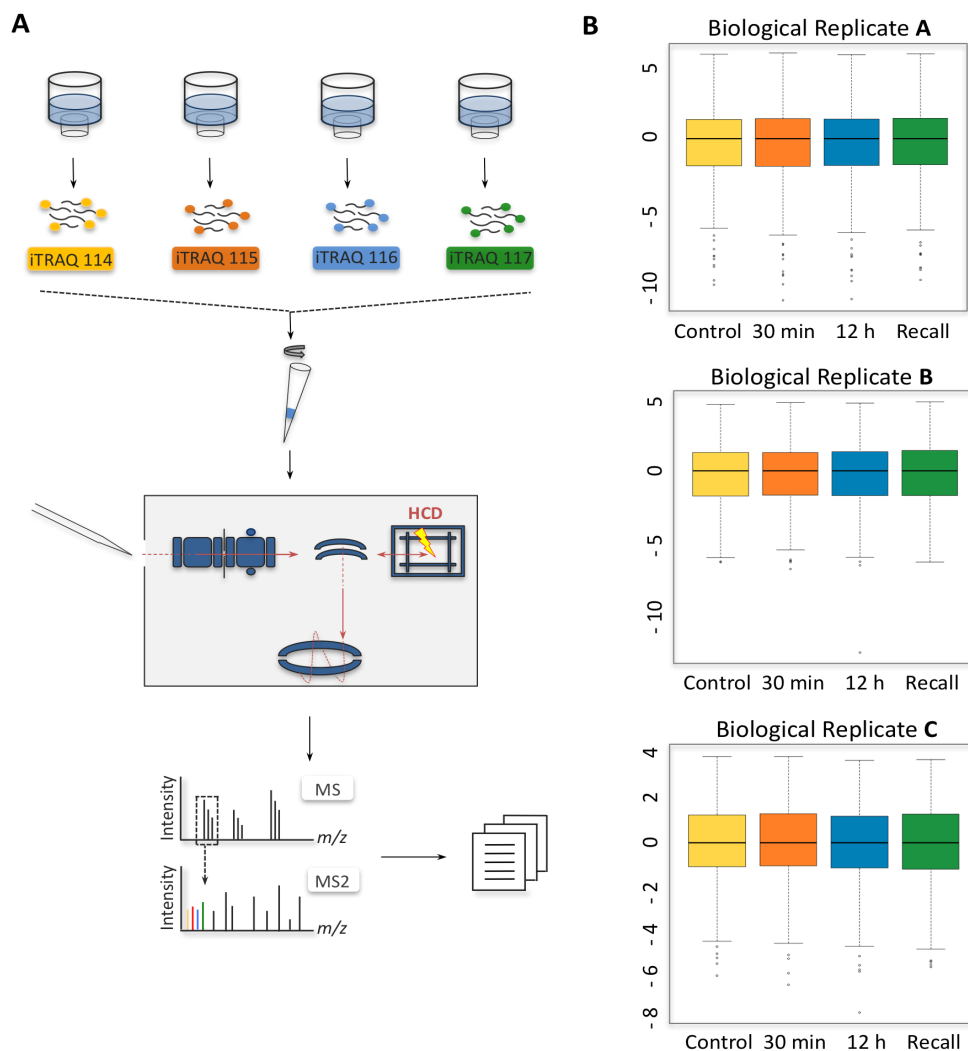 A
iTRAQ 114
iTRAQ 115
iTRAQ 116
iTRAQ 117
HCD
Intensity
MS
m/z
Intensity
MS2
m/z
B
Biological Replicate A
5
0
- 5
- 10
Control 30 min 12 h Recall
Biological Replicate B
5
0
- 5
- 10
Control 30 min 12 h Recall
Biological Replicate C
4
2
0
- 2
- 4
- 6
- 8
Control 30 min 12 h Recall